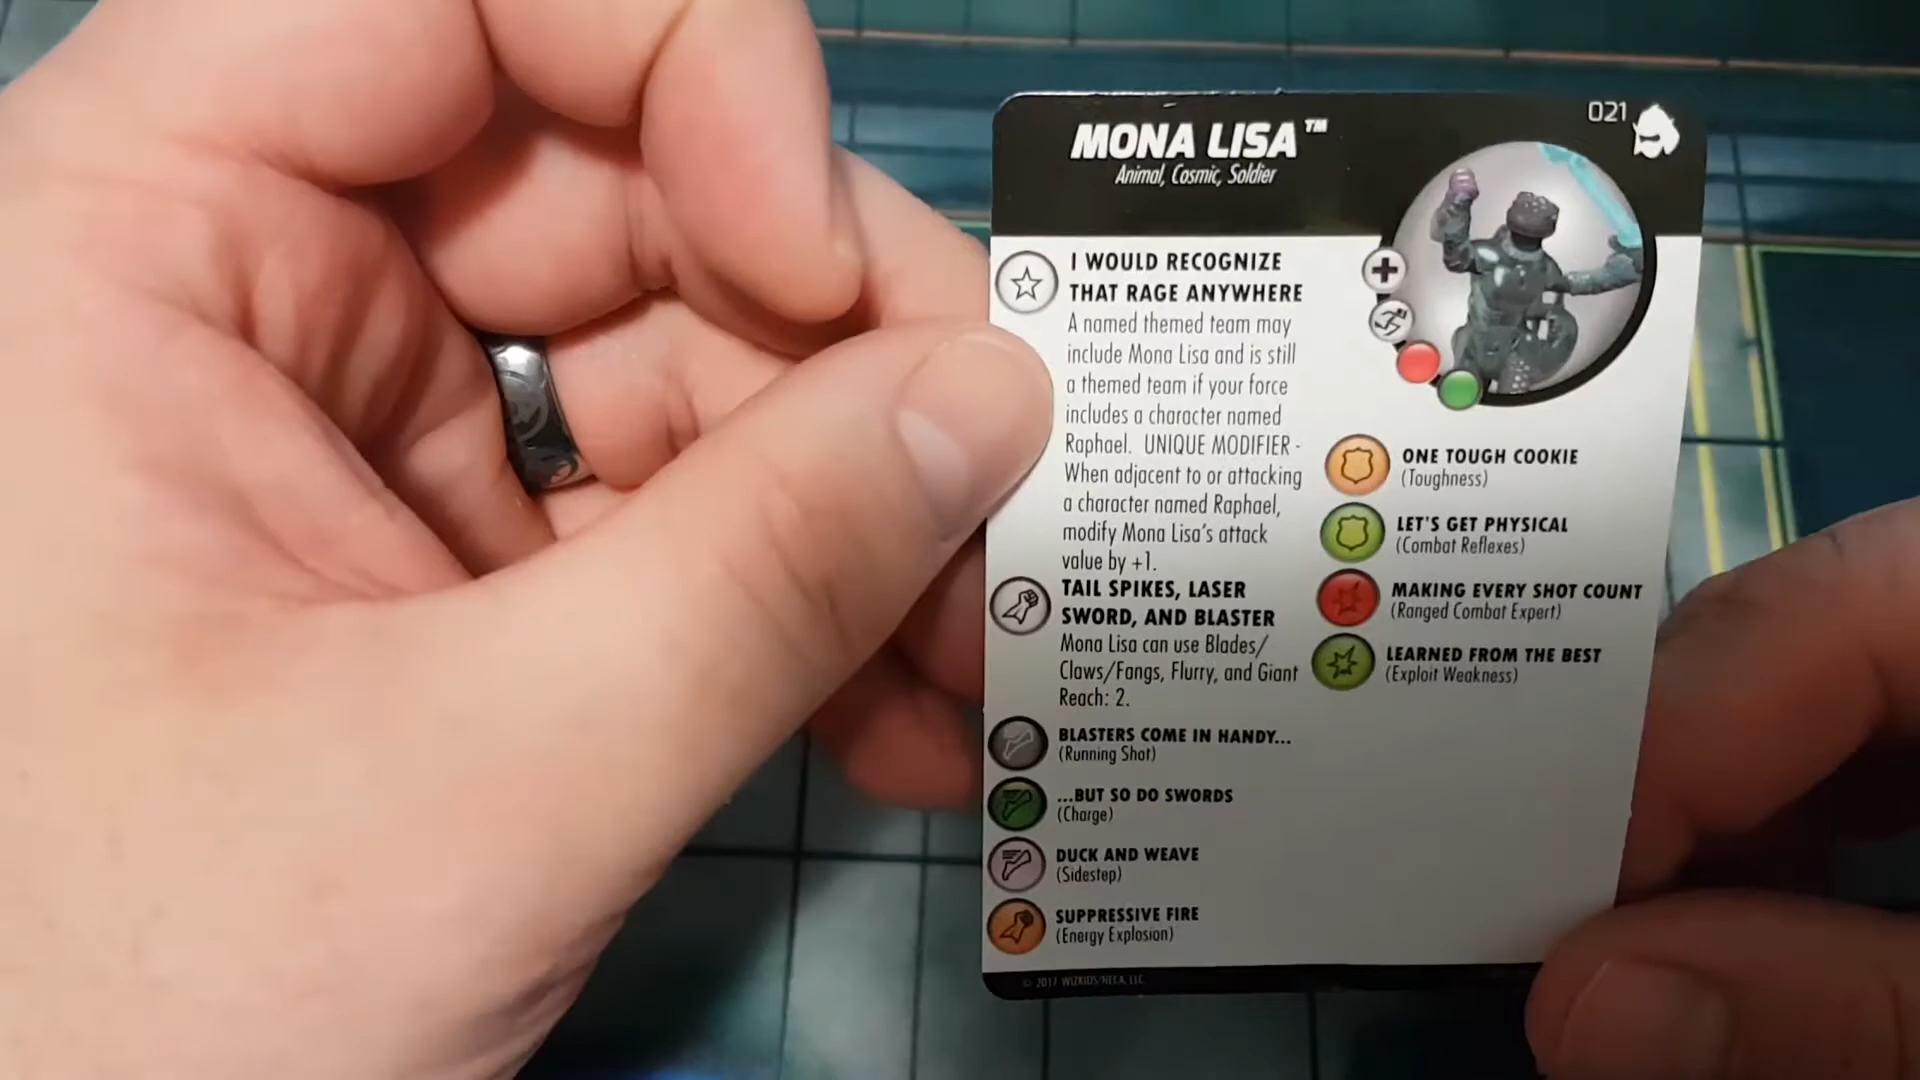 021
MONA LISA™
Animal, Cosmic, Soldier
I WOULD RECOGNIZE
THAT RAGE ANYWHERE
A named themed team may
include Mona Lisa and is still
a themed team if your force
includes a character named
Raphael. UNIQUE MODIFIER -
When adjacent to or attacking
a character named Raphael,
modify Mona Lisa's attack
value by +1.
TAIL SPIKES, LASER
SWORD, AND BLASTER
Mona Lisa can use Blades/
Claws/Fangs, Flurry, and Giant
Reach: 2.
BLASTERS COME IN HANDY...
(Running Shot)
...BUT SO DO SWORDS
(Charge)
DUCK AND WEAVE
(Sidestep)
SUPPRESSIVE FIRE
(Energy Explosion)
ONE TOUGH COOKIE
(Toughness)
LET'S GET PHYSICAL
(Combat Reflexes)
MAKING EVERY SHOT COUNT
(Ranged Combat Expert)
LEARNED FROM THE BEST
(Exploit Weakness)
© 2017 WIZKIDS/NECA, LLC